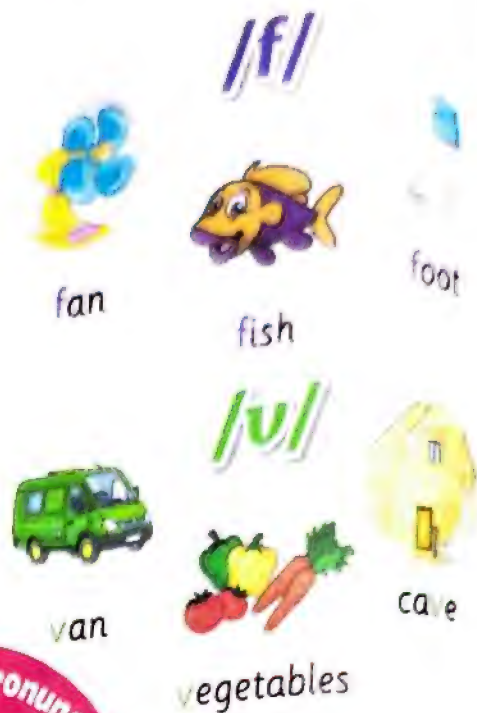 /f/
fan
fish
foot
/v/
van
vegetables
cave